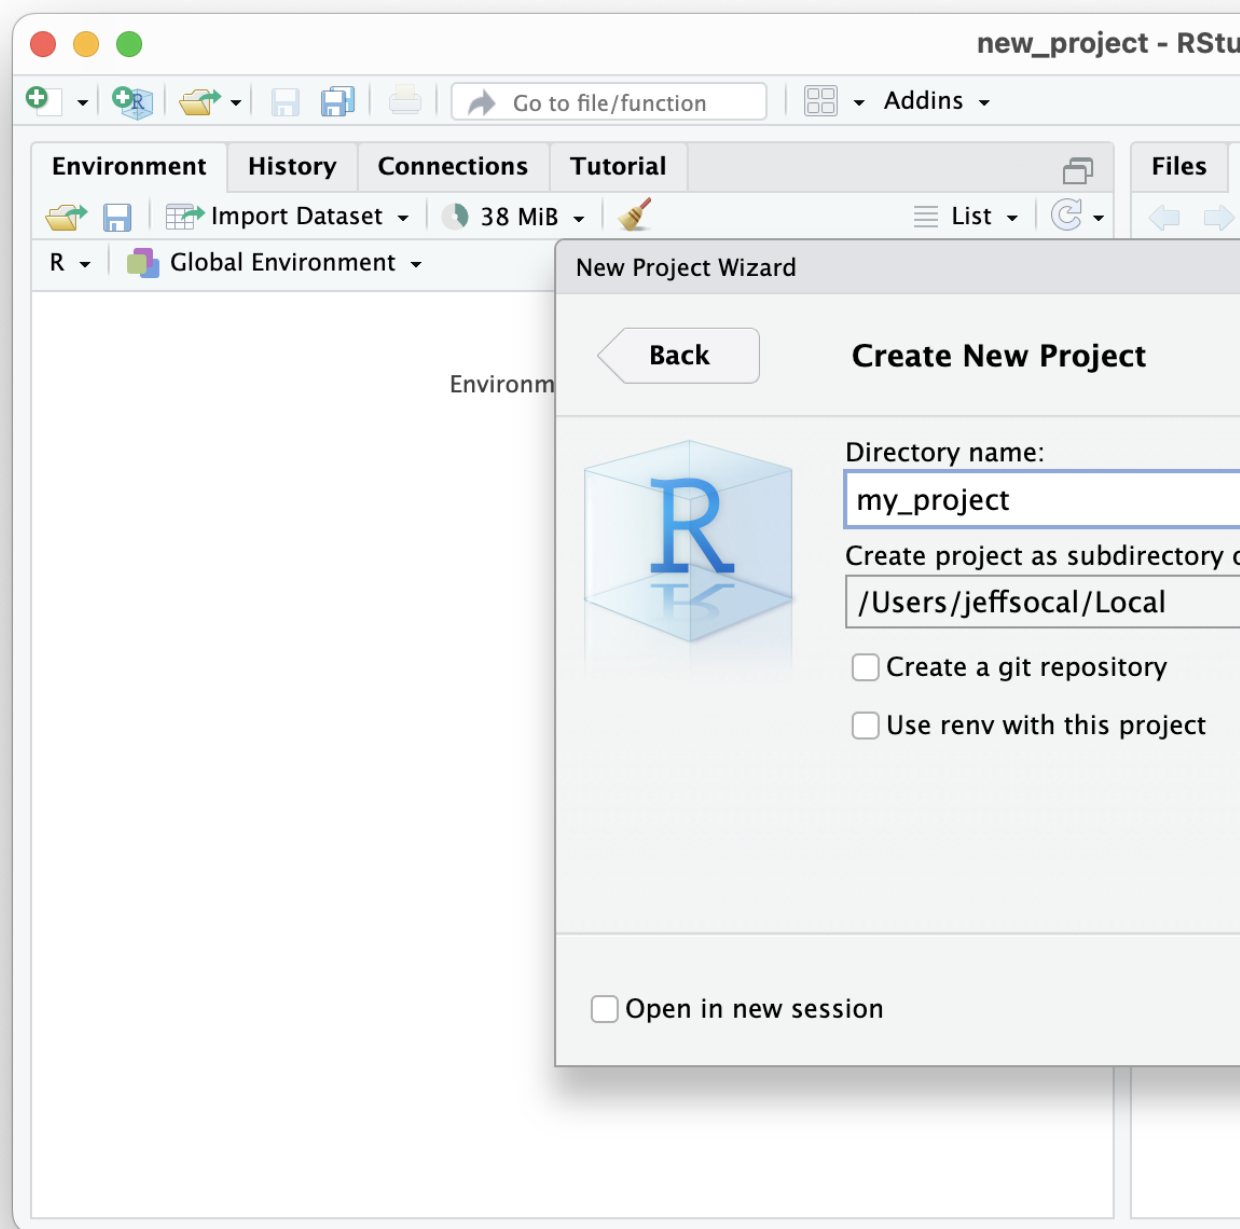 new_project - RStu
Go to file/function
Addins
Environment History Connections Tutorial
Files
Import Dataset 38 MiB List
R Global Environment
New Project Wizard
Back Create New Project
Environm
R
Directory name:
my_project
Create project as subdirectory o
/Users/jeffsocal/Local
Create a git repository
Use renv with this project
Open in new session